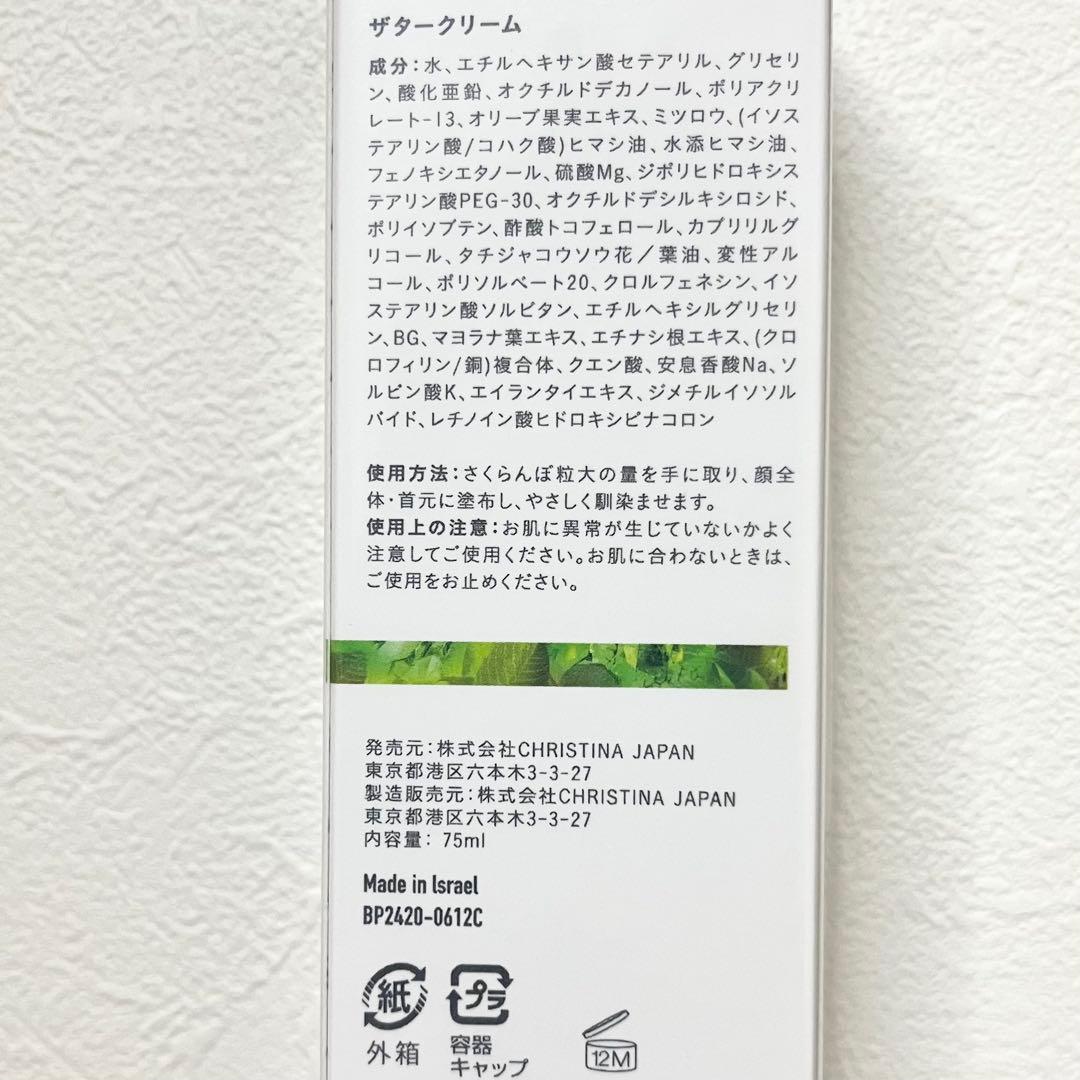 ザタークリーム
成分：水、エチルヘキサン酸セテアリル、グリセリ
ン、酸化亜鉛、オクチルドデカノール、ポリアクリ
レート-13、オリーブ果実エキス、ミツロウ、(イソス
テアリン酸/コハク酸)ヒマシ油、水添ヒマシ油、
フェノキシエタノール、硫酸Mg、ジポリヒドロキシス
テアリン酸PEG-30、オクチルドデシルキシロシド、
ポリイソブテン、酢酸トコフェロール、カプリリルグ
リコール、タチジャコウソウ花／葉油、変性アル
コール、ポリソルベート20、クロルフェネシン、イソ
ステアリン酸ソルビタン、エチルヘキシルグリセリ
ン、BG、マヨラナ葉エキス、エチナシ根エキス、(クロ
ロフィリン/銅)複合体、クエン酸、安息香酸Na、ソ
ルビン酸K、エイランタイエキス、ジメチルイソソル
バイド、レチノイン酸ヒドロキシピナコロン
使用方法：さくらんぼ粒大の量を手に取り、顔全
体・首元に塗布し、やさしく馴染ませます。
使用上の注意：お肌に異常が生じていないかよく
注意してご使用ください。お肌に合わないときは、
ご使用をお止めください。
発売元：株式会社CHRISTINA JAPAN
東京都港区六本木3-3-27
製造販売元：株式会社CHRISTINA JAPAN
東京都港区六本木3-3-27
内容量： 75ml
Made in Israel
BP2420-0612C
紙 プラ
外箱 容器
キャップ
12M